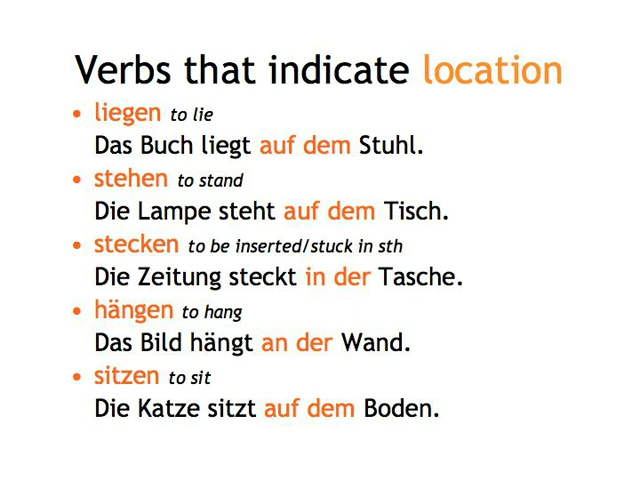 Verbs that indicate location
• liegen to lie
Das Buch liegt auf dem Stuhl.
• stehen to stand
Die Lampe steht auf dem Tisch.
• stecken to be inserted/stuck in sth
Die Zeitung steckt in der Tasche.
• hängen to hang
Das Bild hängt an der Wand.
• sitzen to sit
Die Katze sitzt auf dem Boden.